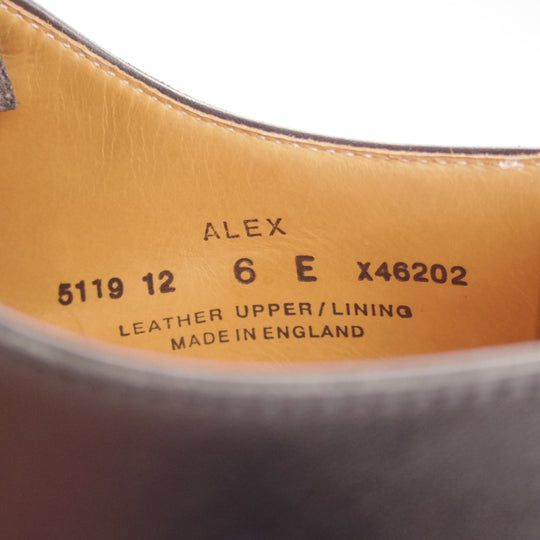 ALEX
5119 12 6 E X46202
LEATHER UPPER/LINING
MADE IN ENGLAND